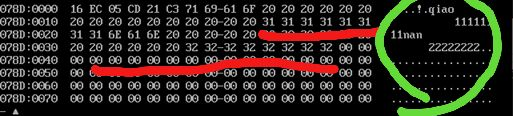 078D:0000 16 EC 05 CD 21 C3 71 69-61 6F 20 20 20 20 20 20 ....!.qiao
078D:0010 20 20 20 20 20 20 20 20-20 20 31 31 31 31 31 31 111111
078D:0020 31 31 6E 61 6E 20 20 20-20 20 20 20 20 20 20 20 11nan
078D:0030 20 20 20 20 20 32 32-32 32 32 32 32 32 00 00 ZZZZZZZZ..
078D:0040 00 00 00 00 00 00 00 00-00 00 00 00 00 00 00 00 ................
078D:0050 00 00 00 00 00 00 00 00-00 00 00 00 00 00 00 00 ................
078D:0060 00 00 00 00 00 00 00 00-00 00 00 00 00 00 00 00 ................
078D:0070 00 00 00 00 00 00 00 00-00 00 00 00 00 00 00 00 ................
-